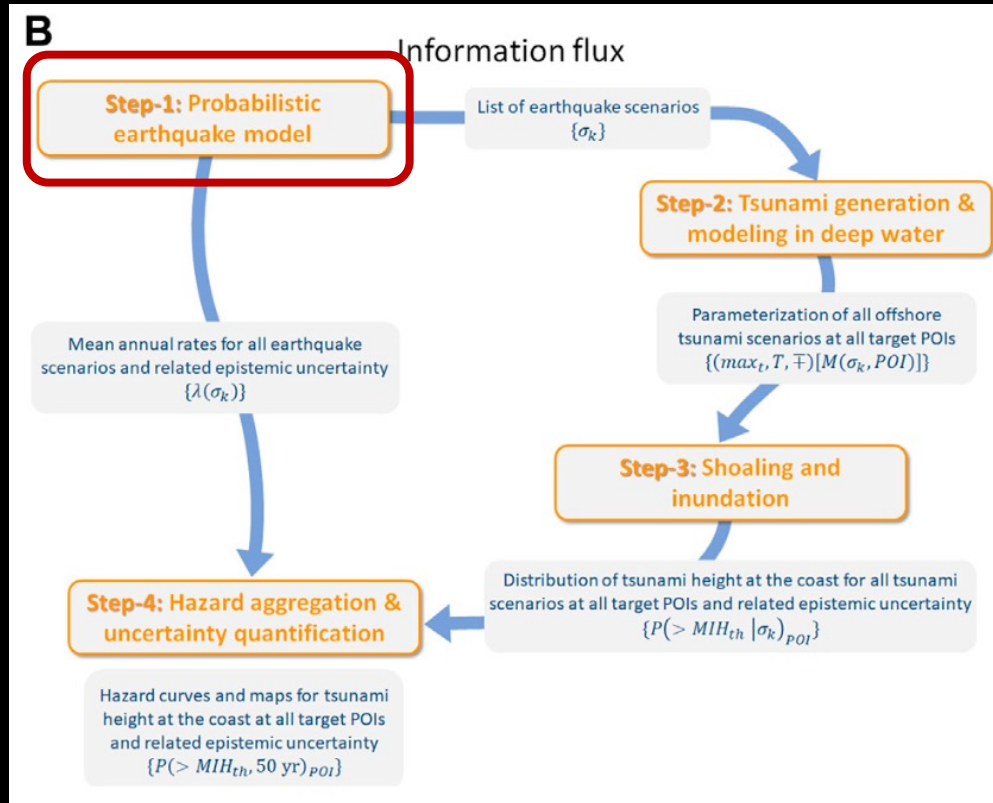 B
Information flux
Step-1: Probabilistic
earthquake model
List of earthquake scenarios
{σₖ}
Step-2: Tsunami generation &
modeling in deep water
Mean annual rates for all earthquake
scenarios and related epistemic uncertainty
{λ(σₖ)}
Parameterization of all offshore
tsunami scenarios at all target POIs
{(maxₜ, T, ∓)[M(σₖ, POI)]}
Step-3: Shoaling and
inundation
Distribution of tsunami height at the coast for all tsunami
scenarios at all target POIs and related epistemic uncertainty
{P(> MIH_th |σₖ)_POI}
Step-4: Hazard aggregation &
uncertainty quantification
Hazard curves and maps for tsunami
height at the coast at all target POIs
and related epistemic uncertainty
{P(> MIH_th, 50 yr)_POI}